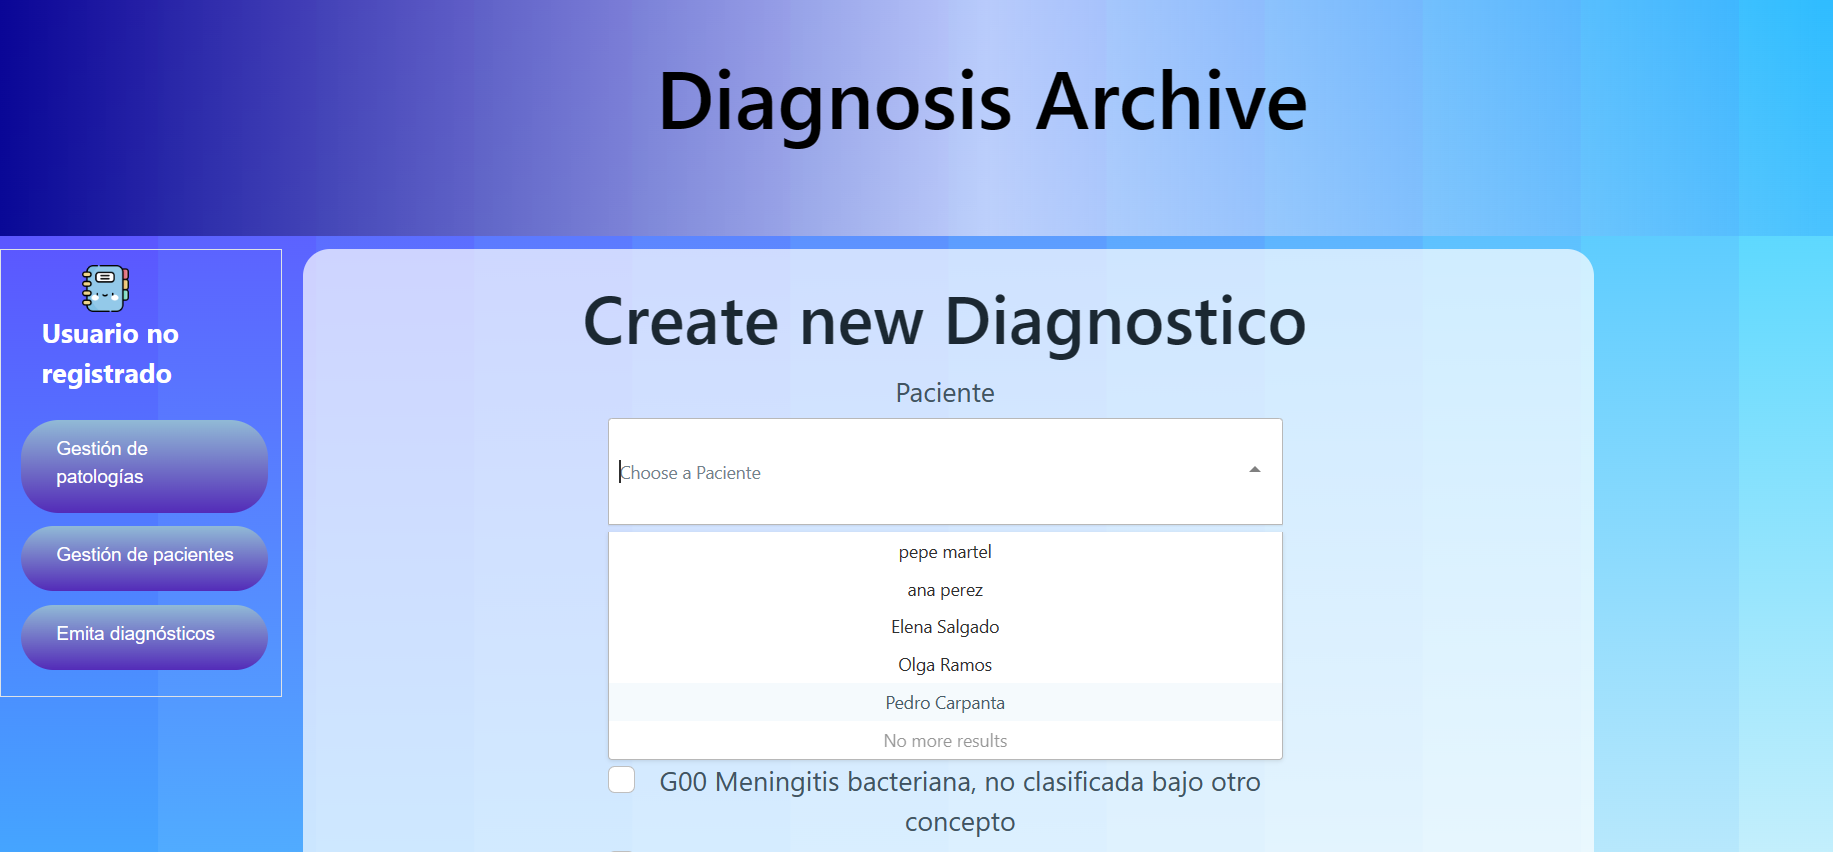 Diagnosis Archive
Usuario no
registrado
Gestión de
patologías
Gestión de pacientes
Emita diagnósticos
Create new Diagnostico
Paciente
Choose a Paciente
pepe martel
ana perez
Elena Salgado
Olga Ramos
Pedro Carpanta
No more results
G00 Meningitis bacteriana, no clasificada bajo otro
concepto